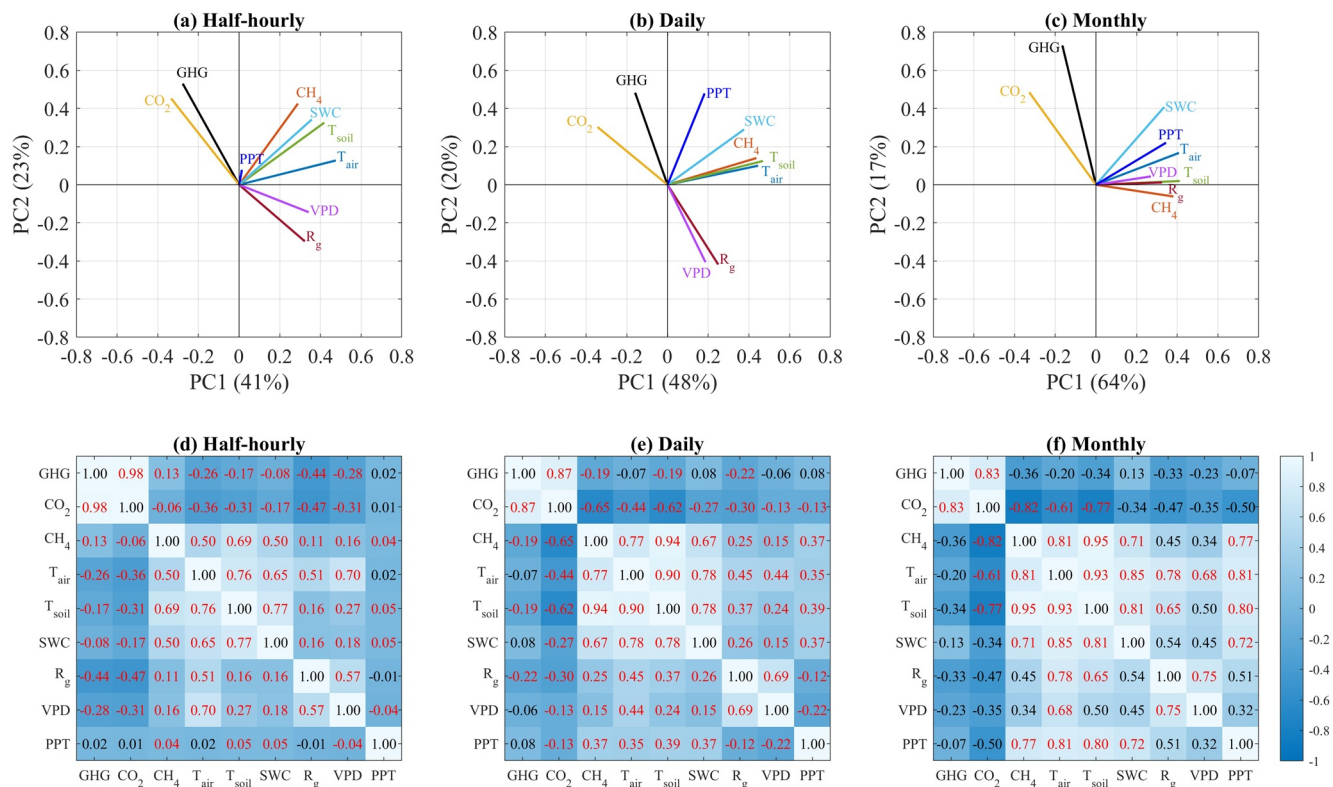 (a) Half-hourly
(b) Daily
(c) Monthly
0.8
0.6
0.4
0.2
0
-0.2
-0.4
-0.6
-0.8
PC2 (23%)
GHG
CO2
CH4
SWC
Tsoil
Tair
PPT
VPD
Rg
-0.8 -0.6 -0.4 -0.2 0 0.2 0.4 0.6 0.8
PC1 (41%)
0.8
0.6
0.4
0.2
0
-0.2
-0.4
-0.6
-0.8
PC2 (20%)
GHG
PPT
CO2
SWC
CH4
Tsoil
Tair
Rg
VPD
-0.8 -0.6 -0.4 -0.2 0 0.2 0.4 0.6 0.8
PC1 (48%)
0.8
0.6
0.4
0.2
0
-0.2
-0.4
-0.6
-0.8
PC2 (17%)
GHG
CO2
SWC
PPT
Tair
VPD
Tsoil
Rg
CH4
-0.8 -0.6 -0.4 -0.2 0 0.2 0.4 0.6 0.8
PC1 (64%)
(d) Half-hourly
GHG 1.00 0.98 0.13 -0.26 -0.17 -0.08 -0.44 -0.28 0.02
CO2 0.98 1.00 -0.06 -0.36 -0.31 -0.17 -0.47 -0.31 0.01
CH4 0.13 -0.06 1.00 0.50 0.69 0.50 0.11 0.16 0.04
Tair -0.26 -0.36 0.50 1.00 0.76 0.65 0.51 0.70 0.02
Tsoil -0.17 -0.31 0.69 0.76 1.00 0.77 0.16 0.27 0.05
SWC -0.08 -0.17 0.50 0.65 0.77 1.00 0.16 0.18 0.05
Rg -0.44 -0.47 0.11 0.51 0.16 0.16 1.00 0.57 -0.01
VPD -0.28 -0.31 0.16 0.70 0.27 0.18 0.57 1.00 -0.04
PPT 0.02 0.01 0.04 0.02 0.05 0.05 -0.01 -0.04 1.00
GHG CO2 CH4 Tair Tsoil SWC Rg VPD PPT
(e) Daily
GHG 1.00 0.87 -0.19 -0.07 -0.19 0.08 -0.22 -0.06 0.08
CO2 0.87 1.00 -0.65 -0.44 -0.62 -0.27 -0.30 -0.13 -0.13
CH4 -0.19 -0.65 1.00 0.77 0.94 0.67 0.25 0.15 0.37
Tair -0.07 -0.44 0.77 1.00 0.90 0.78 0.45 0.44 0.35
Tsoil -0.19 -0.62 0.94 0.90 1.00 0.78 0.37 0.24 0.39
SWC 0.08 -0.27 0.67 0.78 0.78 1.00 0.26 0.15 0.37
Rg -0.22 -0.30 0.25 0.45 0.37 0.26 1.00 0.69 -0.12
VPD -0.06 -0.13 0.15 0.44 0.24 0.15 0.69 1.00 -0.22
PPT 0.08 -0.13 0.37 0.35 0.39 0.37 -0.12 -0.22 1.00
GHG CO2 CH4 Tair Tsoil SWC Rg VPD PPT
(f) Monthly
GHG 1.00 0.83 -0.36 -0.20 -0.34 0.13 -0.33 -0.23 -0.07
CO2 0.83 1.00 -0.82 -0.61 -0.77 -0.34 -0.47 -0.35 -0.50
CH4 -0.36 -0.82 1.00 0.81 0.95 0.71 0.45 0.34 0.77
Tair -0.20 -0.61 0.81 1.00 0.93 0.85 0.78 0.68 0.81
Tsoil -0.34 -0.77 0.95 0.93 1.00 0.81 0.65 0.50 0.80
SWC 0.13 -0.34 0.71 0.85 0.81 1.00 0.54 0.45 0.72
Rg -0.33 -0.47 0.45 0.78 0.65 0.54 1.00 0.75 0.51
VPD -0.23 -0.35 0.34 0.68 0.50 0.45 0.75 1.00 0.32
PPT -0.07 -0.50 0.77 0.81 0.80 0.72 0.51 0.32 1.00
GHG CO2 CH4 Tair Tsoil SWC Rg VPD PPT
1
0.8
0.6
0.4
0.2
0
-0.2
-0.4
-0.6
-0.8
-1